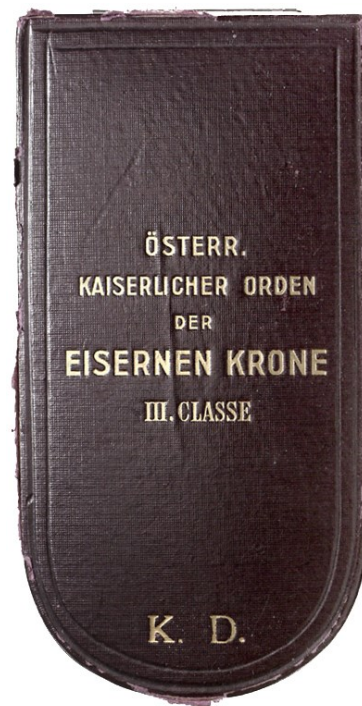 ÖSTERR.
KAISERLICHER ORDEN
DER
EISERNEN KRONE
III. CLASSE
K. D.